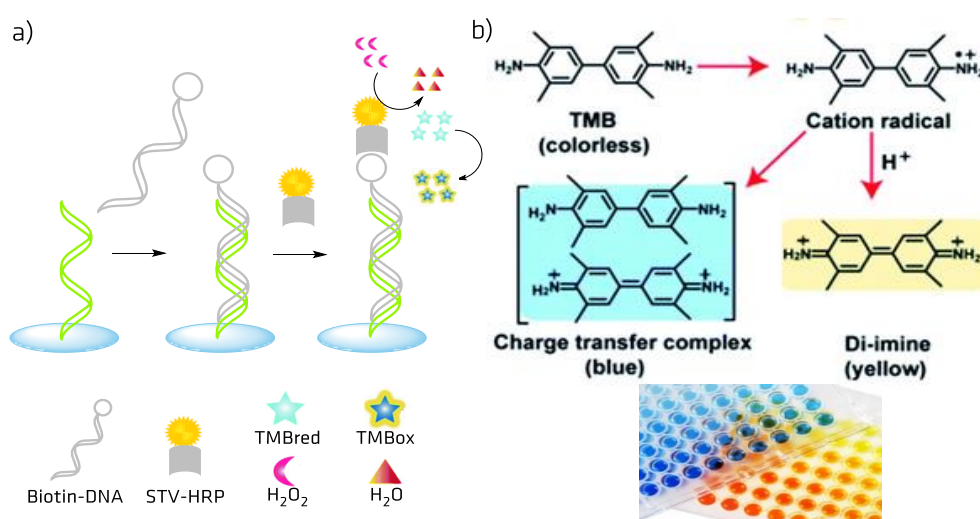 a)
Biotin-DNA
STV-HRP
TMBred
TMBox
H₂O₂
H₂O
b)
H₂N
NH₂
TMB
(colorless)
H₂N
•+
NH₂
Cation radical
H⁺
H₂N
NH₂
+
H₂N
+
NH₂
Charge transfer complex
(blue)
+
H₂N
+
NH₂
Di-imine
(yellow)